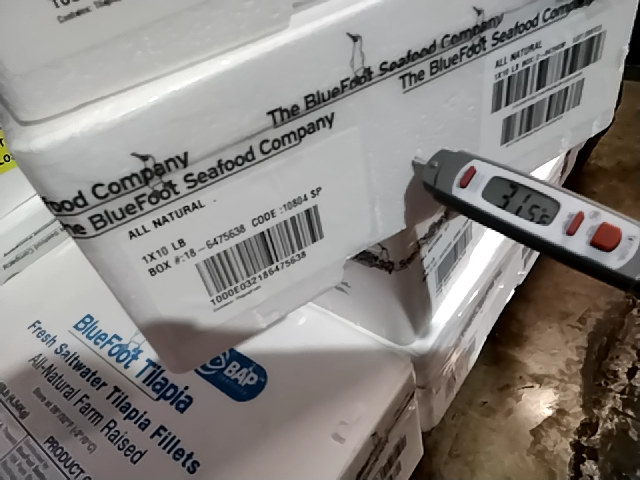 The BlueFoot Seafood Company
The BlueFoot Seafood Company
ALL NATURAL
ood Company
he BlueFoot Seafood Company
ALL NATURAL
1X10 LB
BOX #:18-6475638 CODE :10804 SP
1000E032186475638
31.5
BlueFoot Tilapia
BAP
Fresh Saltwater Tilapia Fillets
All-Natural Farm Raised